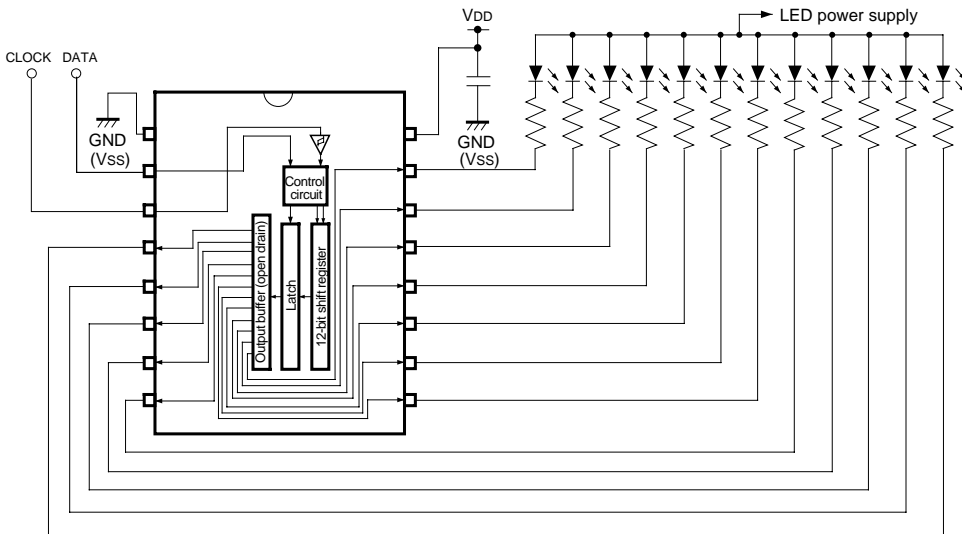 VDD
LED power supply
CLOCK DATA
GND
(Vss)
GND
(Vss)
Control
circuit
Output buffer (open drain)
Latch
12-bit shift register